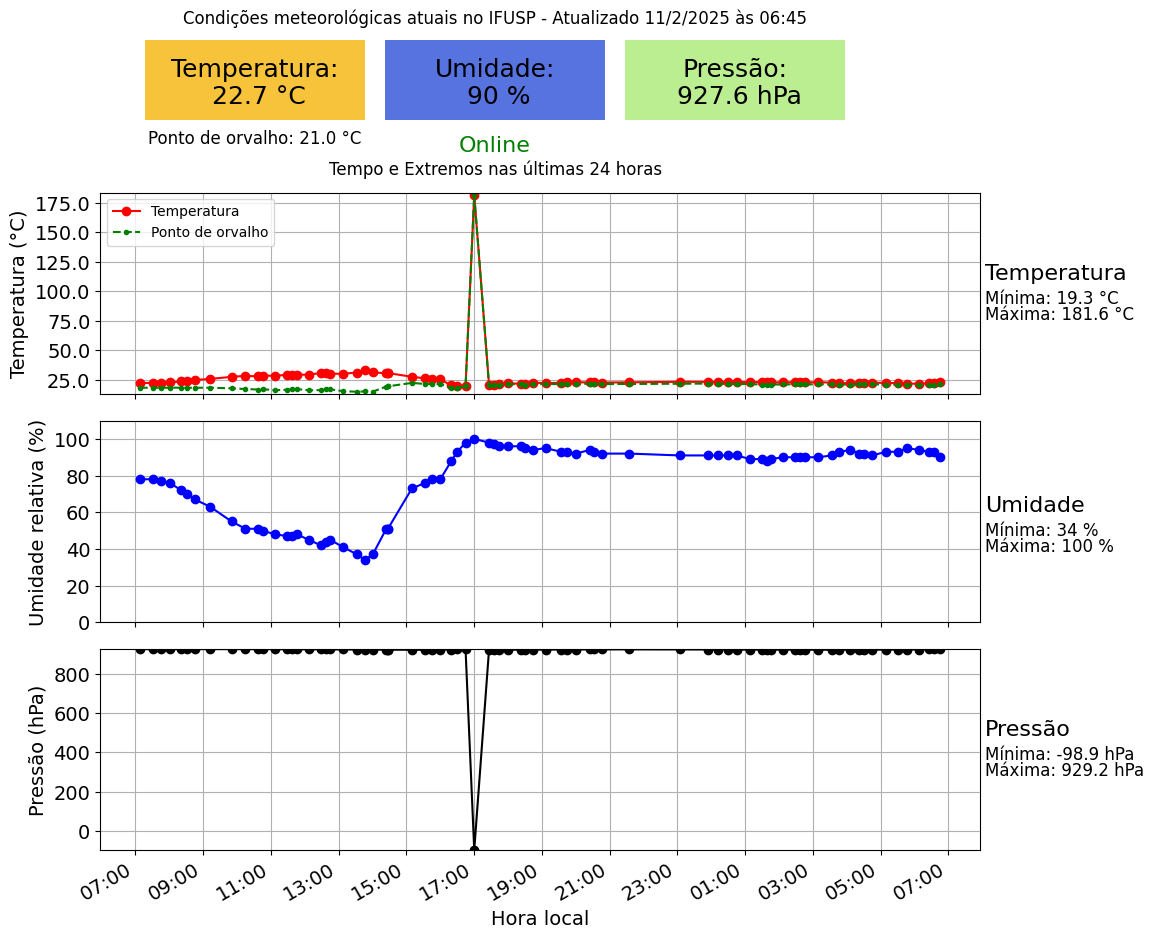 Condições meteorológicas atuais no IFUSP - Atualizado 11/2/2025 às 06:45
Temperatura:
22.7 °C
Umidade:
90 %
Pressão:
927.6 hPa
Ponto de orvalho: 21.0 °C
Online
Tempo e Extremos nas últimas 24 horas
Temperatura (°C)
175.0
150.0
125.0
100.0
75.0
50.0
25.0
Temperatura
Ponto de orvalho
Temperatura
Mínima: 19.3 °C
Máxima: 181.6 °C
Umidade relativa (%)
100
80
60
40
20
0
Umidade
Mínima: 34 %
Máxima: 100 %
Pressão (hPa)
800
600
400
200
0
Pressão
Mínima: -98.9 hPa
Máxima: 929.2 hPa
07:00 09:00 11:00 13:00 15:00 17:00 19:00 21:00 23:00 01:00 03:00 05:00 07:00
Hora local